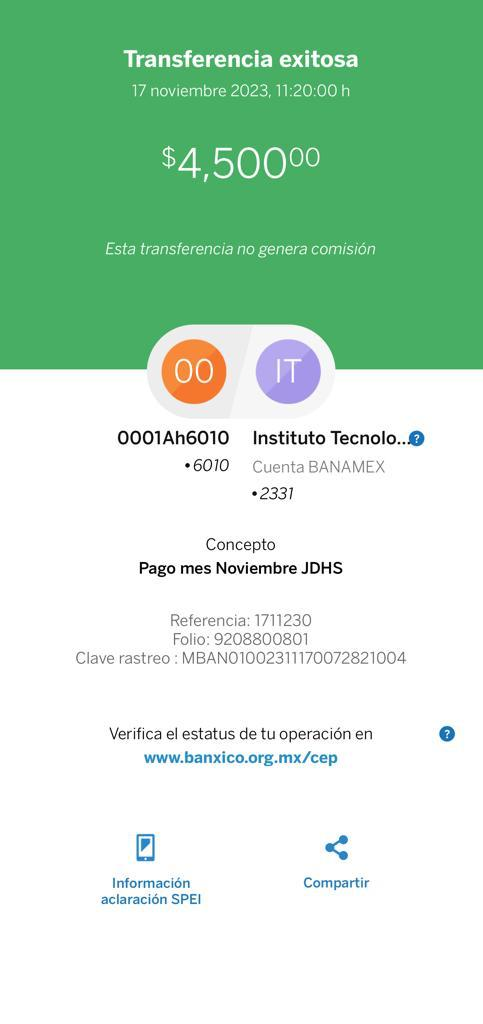 Transferencia exitosa
17 noviembre 2023, 11:20:00 h
$4,50000
Esta transferencia no genera comisión
00
IT
0001Ah6010
•6010
Instituto Tecnolo...?
Cuenta BANAMEX
•2331
Concepto
Pago mes Noviembre JDHS
Referencia: 1711230
Folio: 9208800801
Clave rastreo : MBAN01002311170072821004
Verifica el estatus de tu operación en ?
www.banxico.org.mx/cep
Información
aclaración SPEI
Compartir